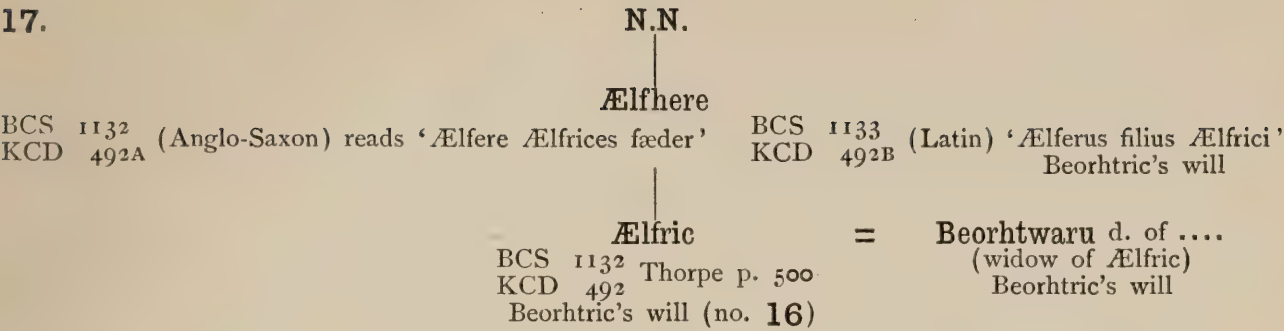 17.
N.N.
Ælfhere
BCS 1132 (Anglo-Saxon) reads ‘Ælfere Ælfrices fæder’ BCS 1133 (Latin) ‘Ælferus filius Ælfrici’
KCD 492A KCD 492B
Beorhtric's will
Ælfric = Beorhtwaru d. of ....
(widow of Ælfric)
BCS 1132 Thorpe p. 500
KCD 492
Beorhtric's will
Beorhtric's will (no. 16)